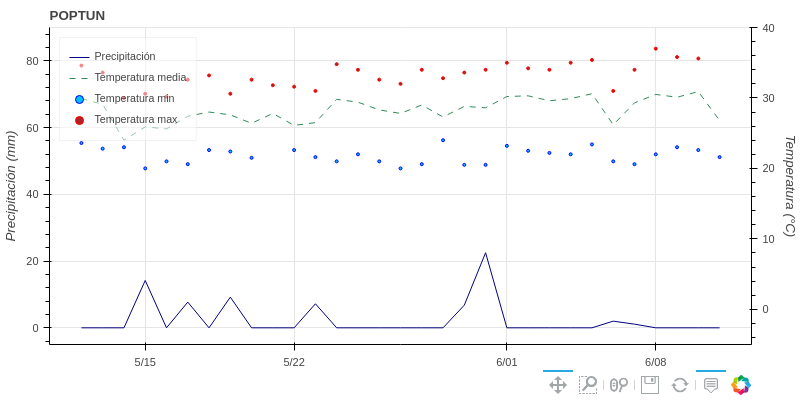 POPTUN
Precipitación
Temperatura media
Temperatura min
Temperatura max
Precipitación (mm)
80
60
40
20
0
Temperatura (°C)
40
30
20
10
0
5/15
5/22
6/01
6/08